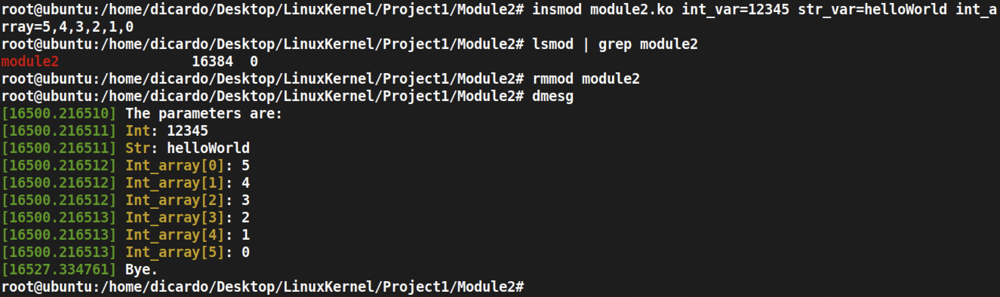 root@ubuntu:/home/dicardo/Desktop/LinuxKernel/Project1/Module2# insmod module2.ko int_var=12345 str_var=helloWorld int_a
rray=5,4,3,2,1,0
root@ubuntu:/home/dicardo/Desktop/LinuxKernel/Project1/Module2# lsmod | grep module2
module2                16384  0
root@ubuntu:/home/dicardo/Desktop/LinuxKernel/Project1/Module2# rmmod module2
root@ubuntu:/home/dicardo/Desktop/LinuxKernel/Project1/Module2# dmesg
[16500.216510] The parameters are:
[16500.216511] Int: 12345
[16500.216511] Str: helloWorld
[16500.216512] Int_array[0]: 5
[16500.216512] Int_array[1]: 4
[16500.216512] Int_array[2]: 3
[16500.216513] Int_array[3]: 2
[16500.216513] Int_array[4]: 1
[16500.216513] Int_array[5]: 0
[16527.334761] Bye.
root@ubuntu:/home/dicardo/Desktop/LinuxKernel/Project1/Module2#